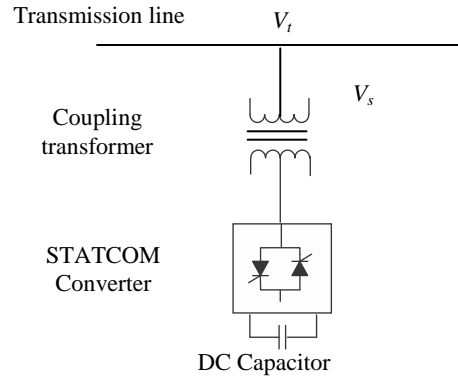 Transmission line
Vt
Vs
Coupling
transformer
STATCOM
Converter
DC Capacitor